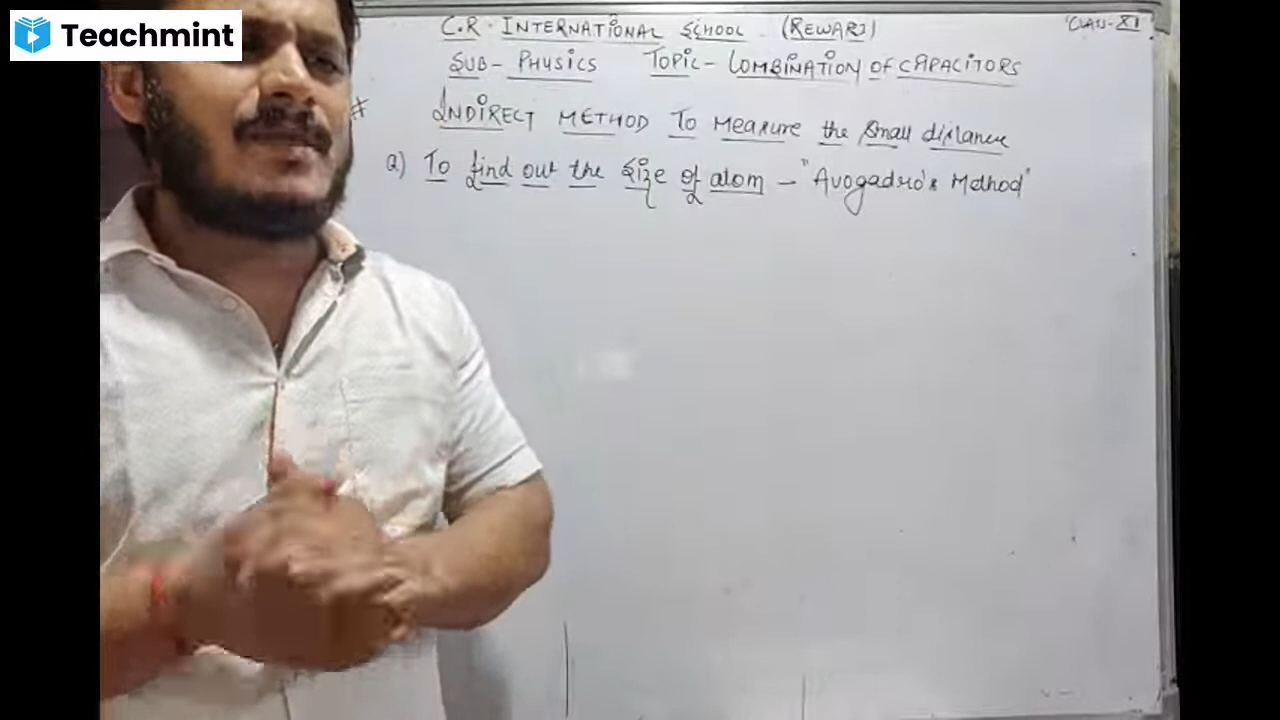 Teachmint
C.R. INTERNATIONAL SCHOOL. (REWARI)
CLASS-XI
SUB- PHYSICS TOPIC- COMBINATION OF CAPACITORS
# INDIRECT METHOD TO Measure the small distance
a) To find out the size of atom - "Avogadro's Method"